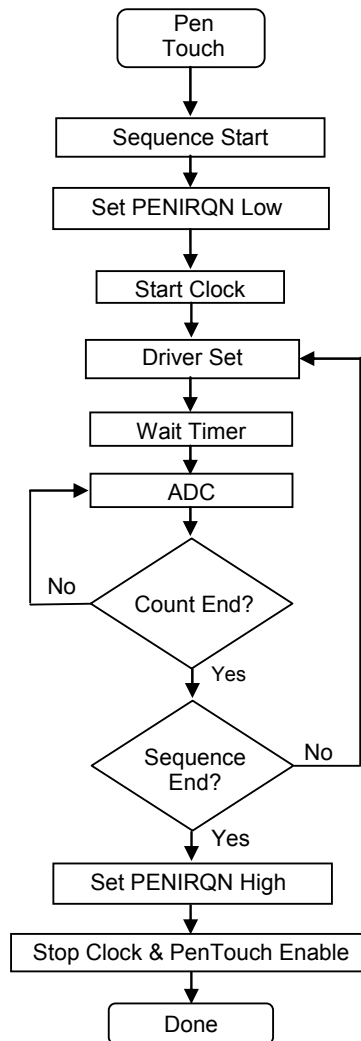 Pen
Touch
Sequence Start
Set PENIRQN Low
Start Clock
Driver Set
Wait Timer
ADC
No
Count End?
Yes
Sequence
End?
No
Yes
Set PENIRQN High
Stop Clock & PenTouch Enable
Done